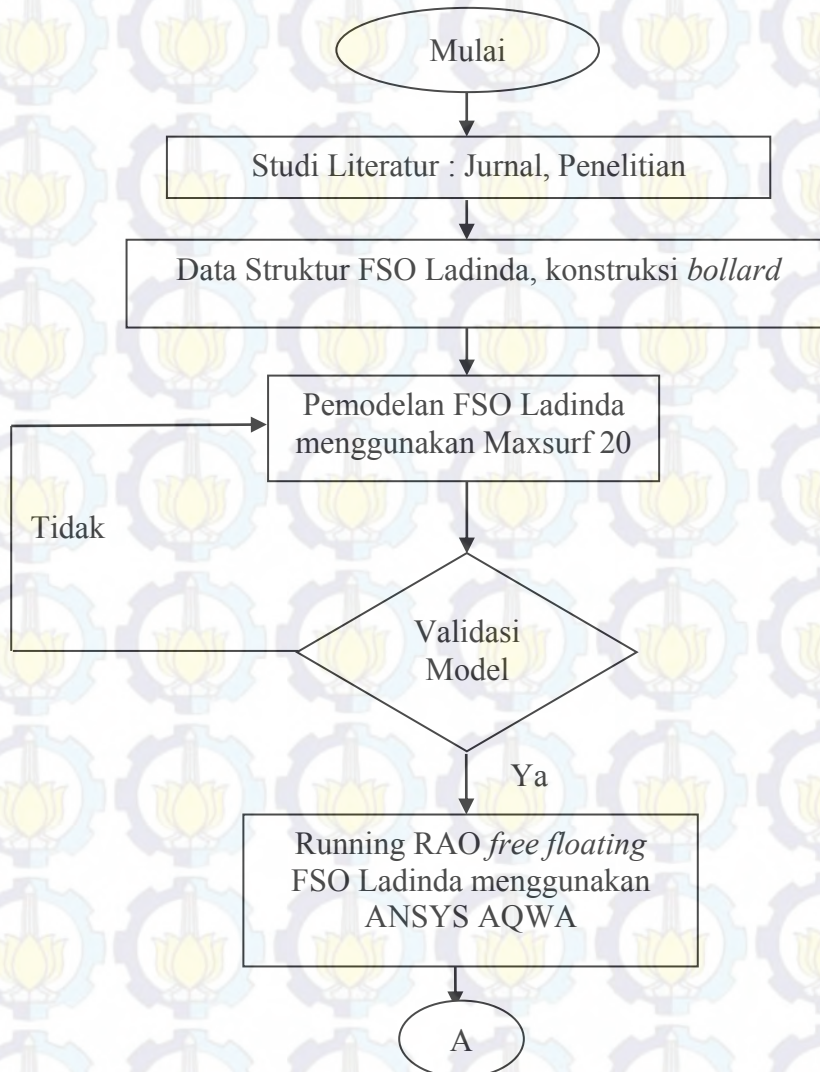 Mulai
Studi Literatur : Jurnal, Penelitian
Data Struktur FSO Ladinda, konstruksi bollard
Pemodelan FSO Ladinda
menggunakan Maxsurf 20
Tidak
Validasi
Model
Ya
Running RAO free floating
FSO Ladinda menggunakan
ANSYS AQWA
A